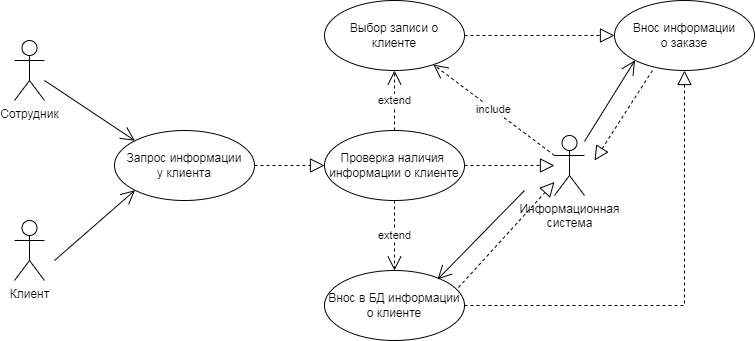 Выбор записи о
клиенте
Внос информации
о заказе
Сотрудник
extend
include
Запрос информации
у клиента
Проверка наличия
информации о клиенте
Информационная
система
extend
Клиент
Внос в БД информации
о клиенте